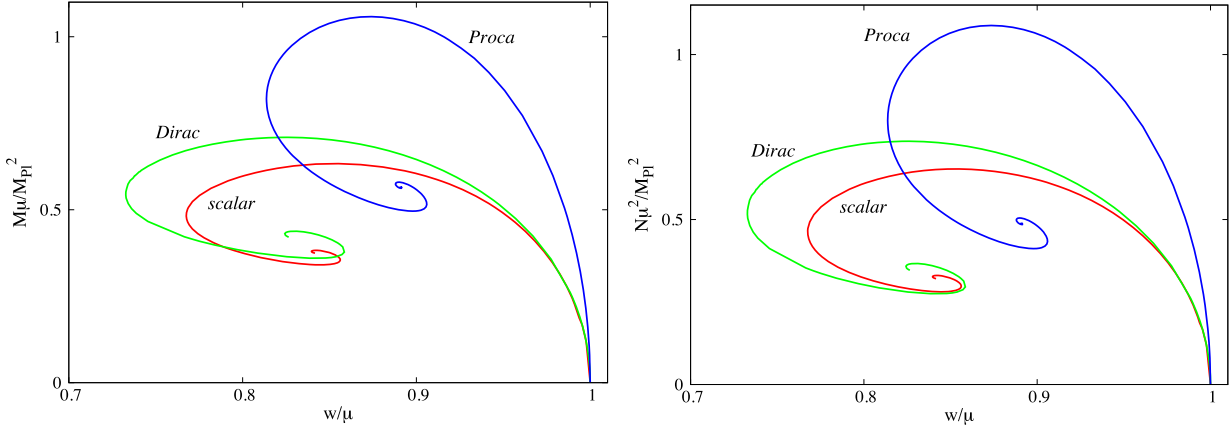 1
0.5
0
Mμ/M_Pl^2
Proca
Dirac
scalar
0.7
0.8
0.9
1
w/μ
1
0.5
0
Nμ^2/M_Pl^2
Proca
Dirac
scalar
0.7
0.8
0.9
1
w/μ